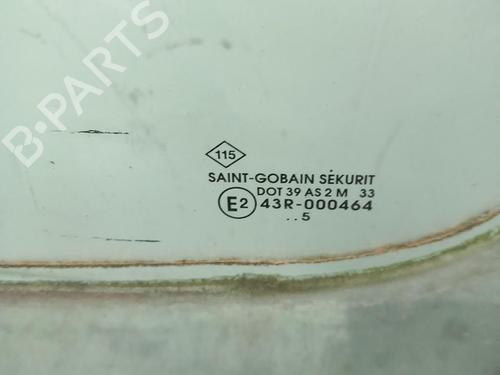 B-PARTS
115
SAINT-GOBAIN SEKURIT
DOT 39 AS 2 M 33
E2 43R-000464
..5